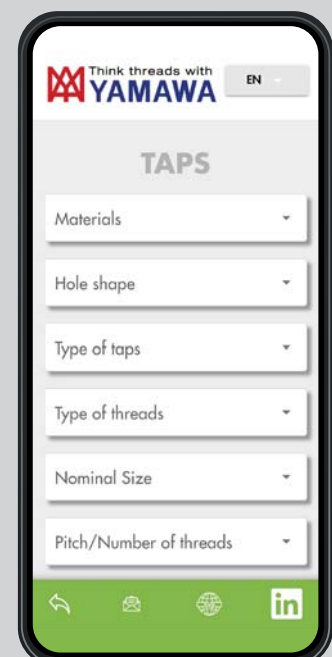 Think threads with
YAMAWA
EN
TAPS
Materials
Hole shape
Type of taps
Type of threads
Nominal Size
Pitch/Number of threads
in